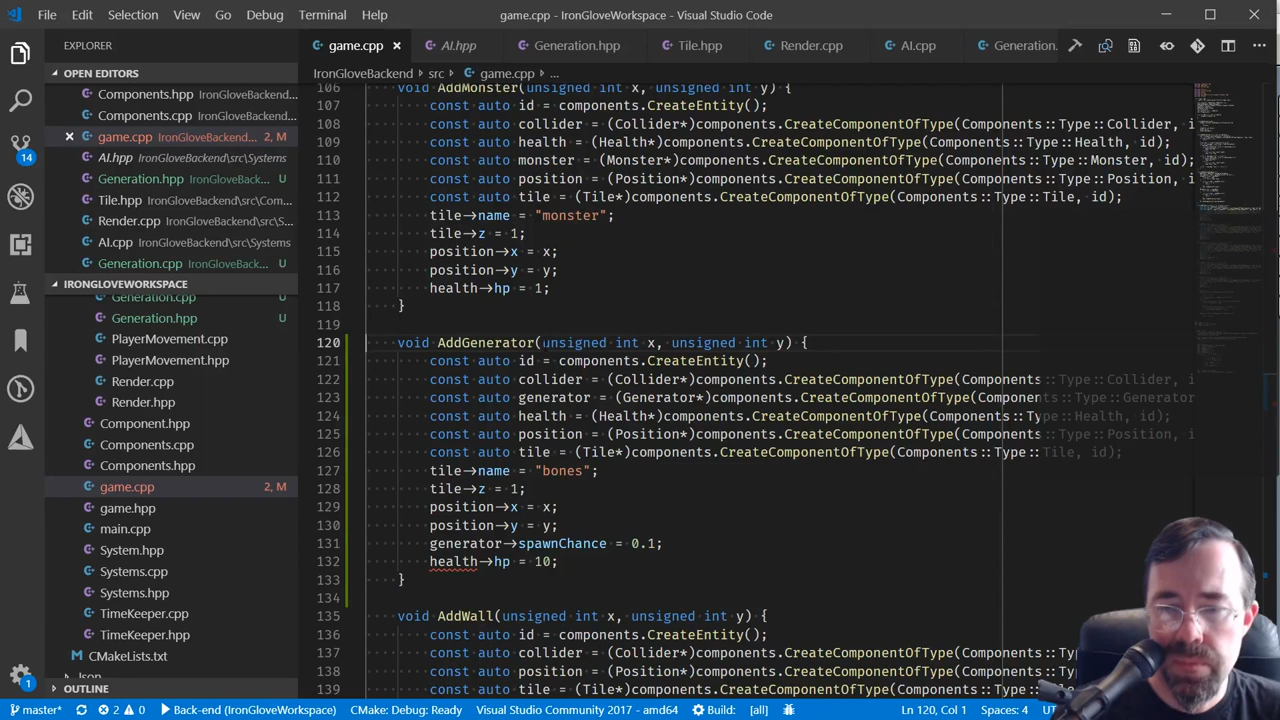 File Edit Selection View Go Debug Terminal Help game.cpp - IronGloveWorkspace - Visual Studio Code
EXPLORER
OPEN EDITORS
Components.hpp IronGloveBackend...
Components.cpp IronGloveBackend...
game.cpp IronGloveBackend... 2, M
AI.hpp IronGloveBackend\src\Systems
Generation.hpp IronGloveBack... U
Tile.hpp IronGloveBackend\src\Com...
Render.cpp IronGloveBackend\src\S...
AI.cpp IronGloveBackend\src\Systems
Generation.cpp IronGloveBack... U
IRONGLOVEWORKSPACE
Generation.cpp U
Generation.hpp U
PlayerMovement.cpp
PlayerMovement.hpp
Render.cpp
Render.hpp
Component.hpp
Components.cpp
Components.hpp
game.cpp 2, M
game.hpp
main.cpp
System.hpp
Systems.cpp
Systems.hpp
TimeKeeper.cpp
TimeKeeper.hpp
CMakeLists.txt
OUTLINE
14
1
game.cpp AI.hpp Generation.hpp Tile.hpp Render.cpp AI.cpp Generation.
IronGloveBackend > src > game.cpp > ...
106 void AddMonster(unsigned int x, unsigned int y) {
107 const auto id = components.CreateEntity();
108 const auto collider = (Collider*)components.CreateComponentOfType(Components::Type::Collider, i
109 const auto health = (Health*)components.CreateComponentOfType(Components::Type::Health, id);
110 const auto monster = (Monster*)components.CreateComponentOfType(Components::Type::Monster, id);
111 const auto position = (Position*)components.CreateComponentOfType(Components::Type::Position, i
112 const auto tile = (Tile*)components.CreateComponentOfType(Components::Type::Tile, id);
113 tile->name = "monster";
114 tile->z = 1;
115 position->x = x;
116 position->y = y;
117 health->hp = 1;
118 }
119
120 void AddGenerator(unsigned int x, unsigned int y) {
121 const auto id = components.CreateEntity();
122 const auto collider = (Collider*)components.CreateComponentOfType(Components::Type::Collider, i
123 const auto generator = (Generator*)components.CreateComponentOfType(Components::Type::Generator
124 const auto health = (Health*)components.CreateComponentOfType(Components::Type::Health, id);
125 const auto position = (Position*)components.CreateComponentOfType(Components::Type::Position, i
126 const auto tile = (Tile*)components.CreateComponentOfType(Components::Type::Tile, id);
127 tile->name = "bones";
128 tile->z = 1;
129 position->x = x;
130 position->y = y;
131 generator->spawnChance = 0.1;
132 health->hp = 10;
133 }
134
135 void AddWall(unsigned int x, unsigned int y) {
136 const auto id = components.CreateEntity();
137 const auto collider = (Collider*)components.CreateComponentOfType(Components::Typ
138 const auto position = (Position*)components.CreateComponentOfType(Components::Typ
139 const auto tile = (Tile*)components.CreateComponentOfType(Components::Type
master* 2 0 Back-end (IronGloveWorkspace) CMake: Debug: Ready Visual Studio Community 2017 - amd64 Build: [all] Ln 120, Col 1 Spaces: 4